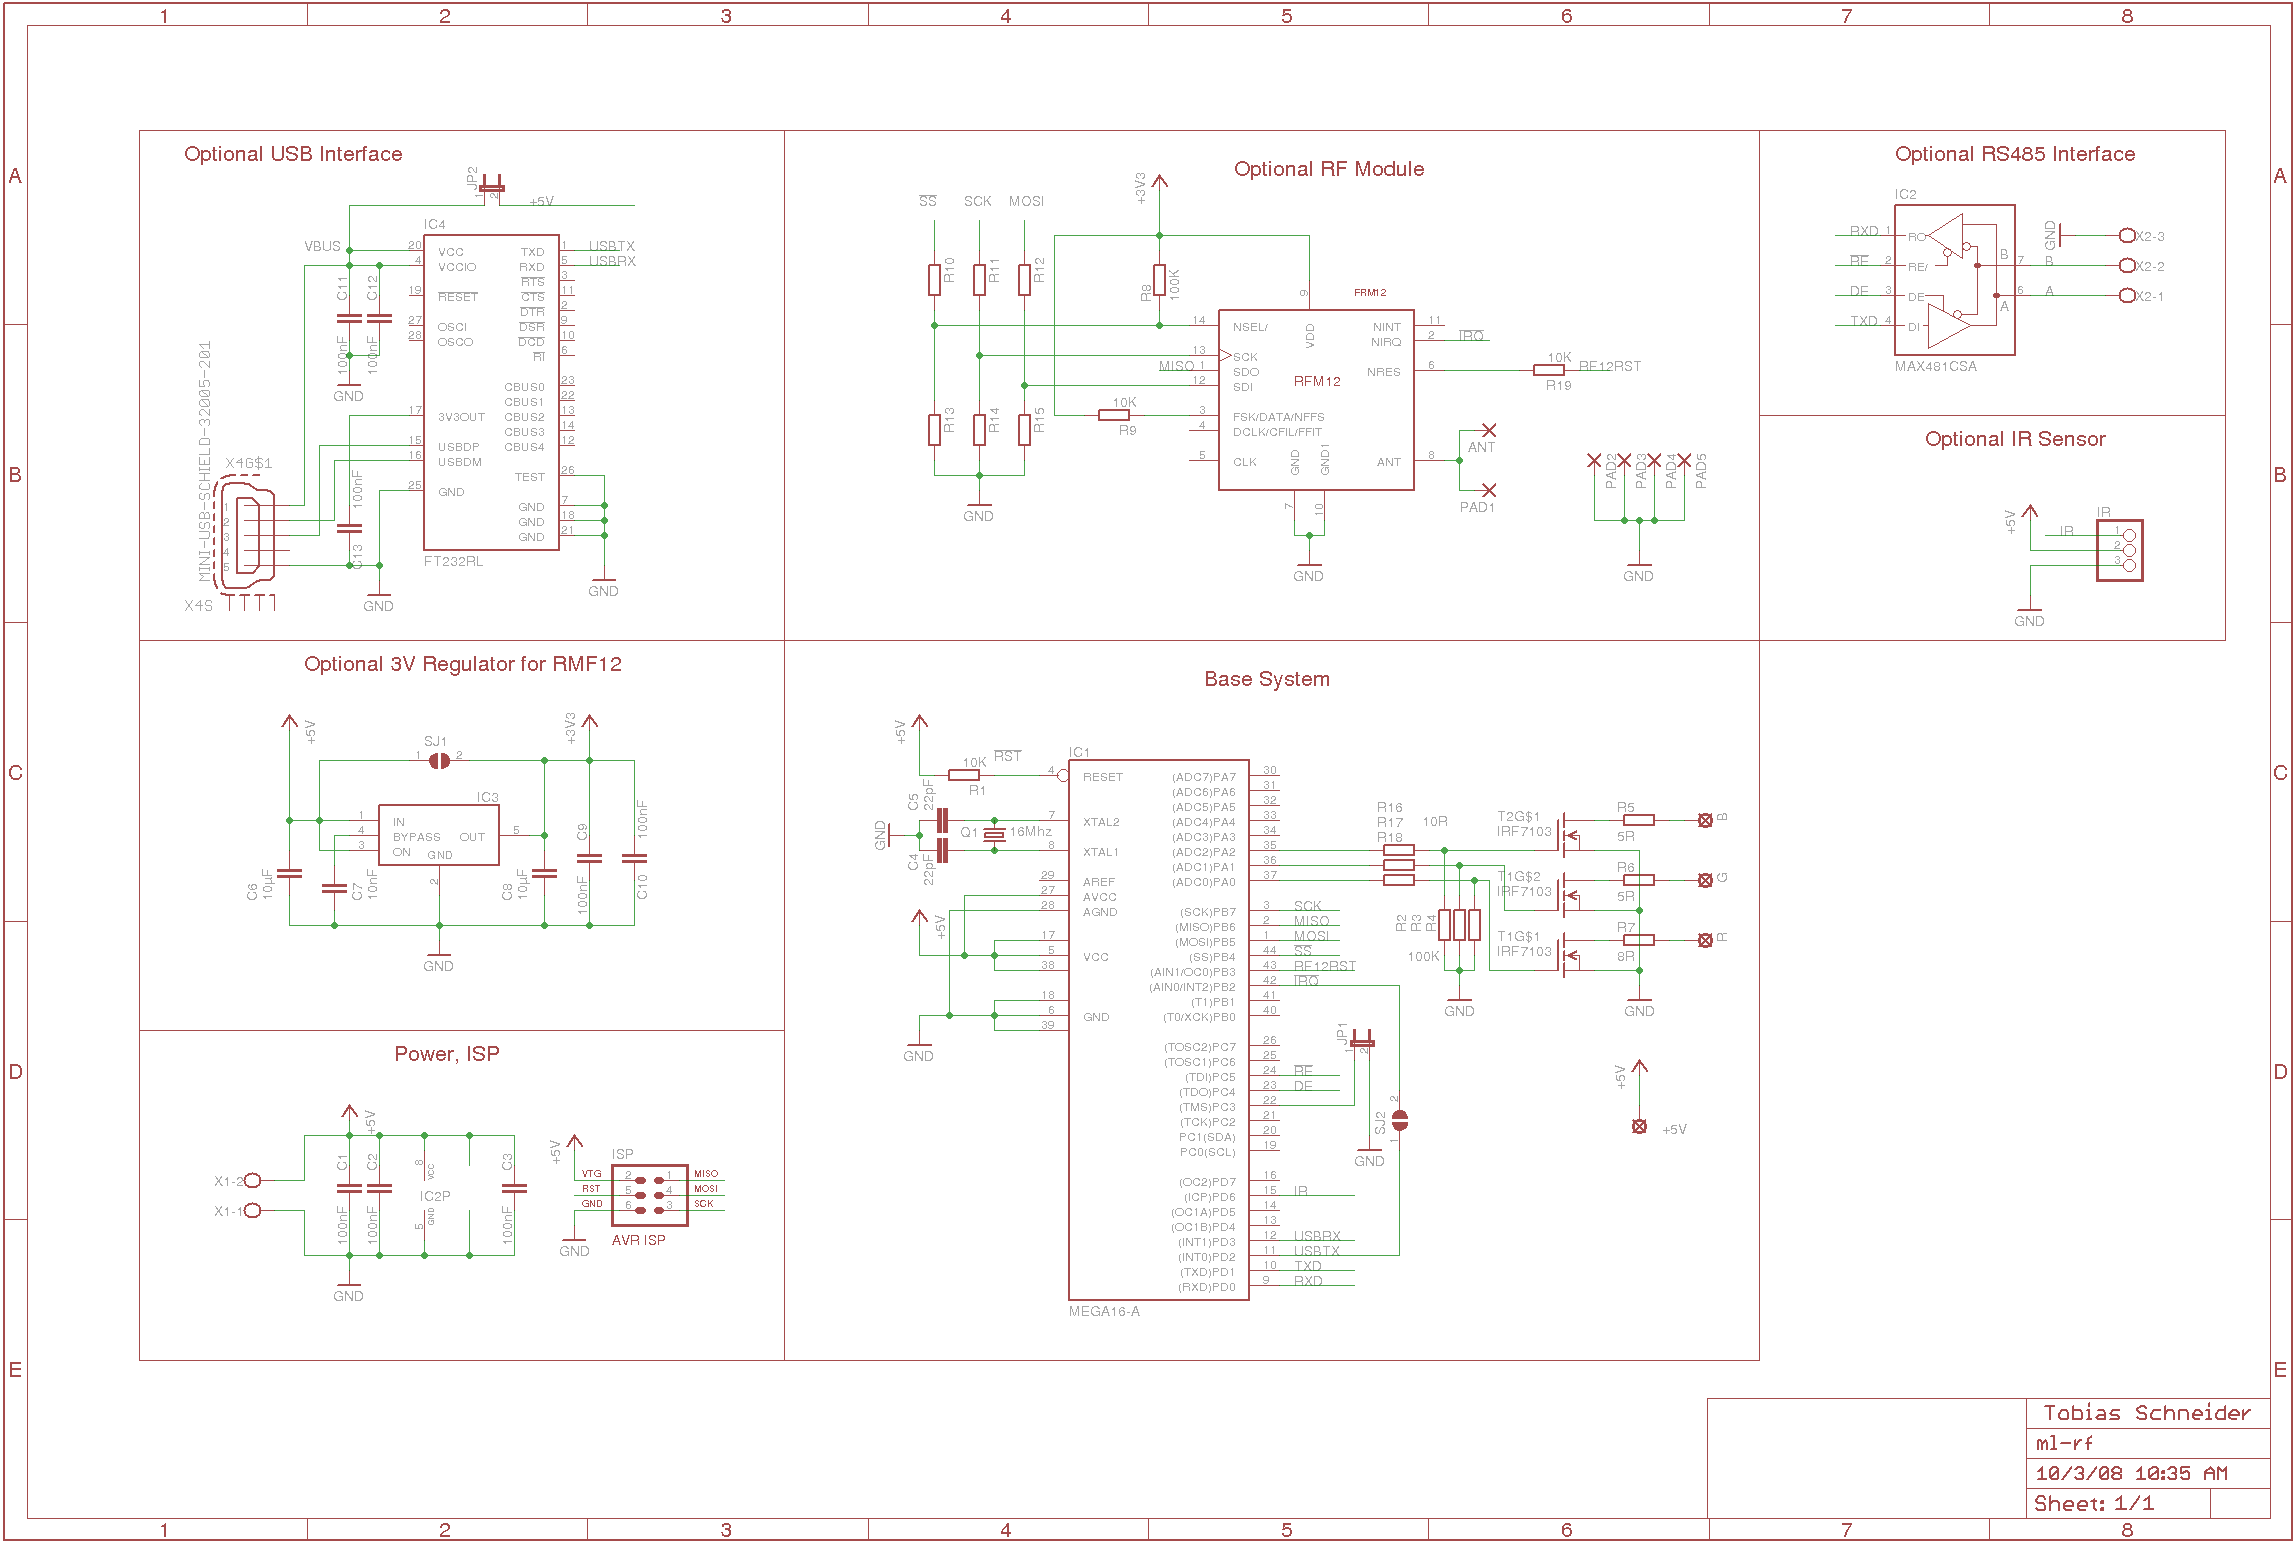 1 2 3 4 5 6 7 8
A
B
C
D
E
A
B
C
D
E
Optional USB Interface
JP2
1 2
+5V
IC4
VBUS
20 VCC
4 VCCIO
19 RESET
27 OSCI
28 OSCO
17 3V3OUT
15 USBDP
16 USBDM
25 GND
TXD 1 USBTX
RXD 5 USBRX
RTS 3
CTS 11
DTR 2
DSR 9
DCD 10
RI 6
CBUS0 23
CBUS1 22
CBUS2 13
CBUS3 14
CBUS4 12
TEST 26
GND 7
GND 18
GND 21
FT232RL
C11
100nF
C12
100nF
GND
C13
100nF
MINI-USB-SCHIELD-32005-201
X4G$1
1
2
3
4
5
X4S
GND
GND
Optional RF Module
SS SCK MOSI
+3V3
R10
R11
R12
R13
R14
R15
GND
R8
100K
10K
R9
FRM12
RFM12
14 NSEL/
13 SCK
MISO 1 SDO
12 SDI
3 FSK/DATA/NFFS
4 DCLK/CFIL/FFIT
5 CLK
9 VDD
NINT 11
NIRQ 2 IRQ
NRES 6
ANT 8
GND 7
GND1 10
GND
10K
R19
RF12RST
ANT
PAD1
PAD2
PAD3
PAD4
PAD5
GND
Optional RS485 Interface
IC2
RXD 1 RO
RE 2 RE/
DE 3 DE
TXD 4 DI
B 7 B
A 6 A
GND
X2-3
X2-2
X2-1
MAX481CSA
Optional IR Sensor
+5V
IR
IR
1
2
3
GND
Optional 3V Regulator for RMF12
+5V
+3V3
SJ1
1 2
IC3
1 IN
4 BYPASS
3 ON
OUT 5
GND
2
C6
10µF
C7
10nF
C8
10µF
C9
100nF
C10
100nF
GND
Power, ISP
+5V
X1-2
X1-1
C1
100nF
C2
100nF
8 VCC
IC2P
5 GND
C3
100nF
GND
+5V
ISP
VTG 2 1 MISO
RST 5 4 MOSI
GND 6 3 SCK
AVR ISP
GND
Base System
+5V
10K
R1
RST
IC1
C5
22pF
C4
22pF
GND
Q1
16Mhz
4 RESET
7 XTAL2
8 XTAL1
29 AREF
27 AVCC
28 AGND
17
5 VCC
38
18
6 GND
39
+5V
GND
(ADC7)PA7 30
(ADC6)PA6 31
(ADC5)PA5 32
(ADC4)PA4 33
(ADC3)PA3 34
(ADC2)PA2 35
(ADC1)PA1 36
(ADC0)PA0 37
(SCK)PB7 3 SCK
(MISO)PB6 2 MISO
(MOSI)PB5 1 MOSI
(SS)PB4 44 SS
(AIN1/OC0)PB3 43 RF12RST
(AIN0/INT2)PB2 42 IRQ
(T1)PB1 41
(T0/XCK)PB0 40
(TOSC2)PC7 26
(TOSC1)PC6 25
(TDI)PC5 24 RE
(TDO)PC4 23 DE
(TMS)PC3 22
(TCK)PC2 21
PC1(SDA) 20
PC0(SCL) 19
(OC2)PD7 16
(ICP)PD6 15 IR
(OC1A)PD5 14
(OC1B)PD4 13
(INT1)PD3 12 USBRX
(INT0)PD2 11 USBTX
(TXD)PD1 10 TXD
(RXD)PD0 9 RXD
MEGA16-A
R16
R17
R18
10R
R2
R3
R4
100K
GND
T2G$1
IRF7103
T1G$2
IRF7103
T1G$1
IRF7103
R5
5R
B
R6
5R
G
R7
8R
R
GND
JP1
1 2
GND
SJ2
2
1
+5V
+5V
Tobias Schneider
ml-rf
10/3/08 10:35 AM
Sheet: 1/1
1 2 3 4 5 6 7 8